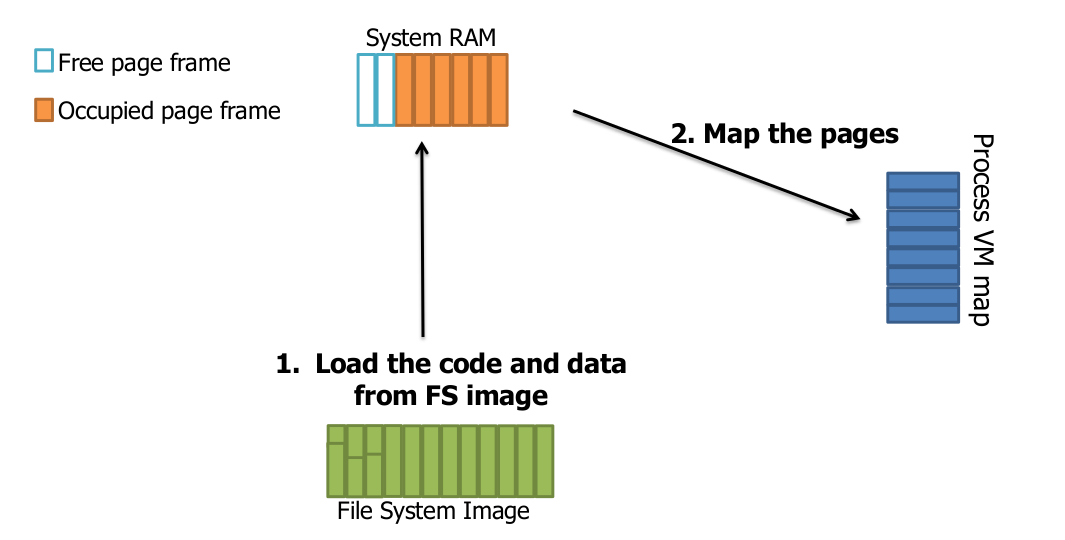 System RAM
Free page frame
Occupied page frame
2. Map the pages
Process VM map
1. Load the code and data
from FS image
File System Image